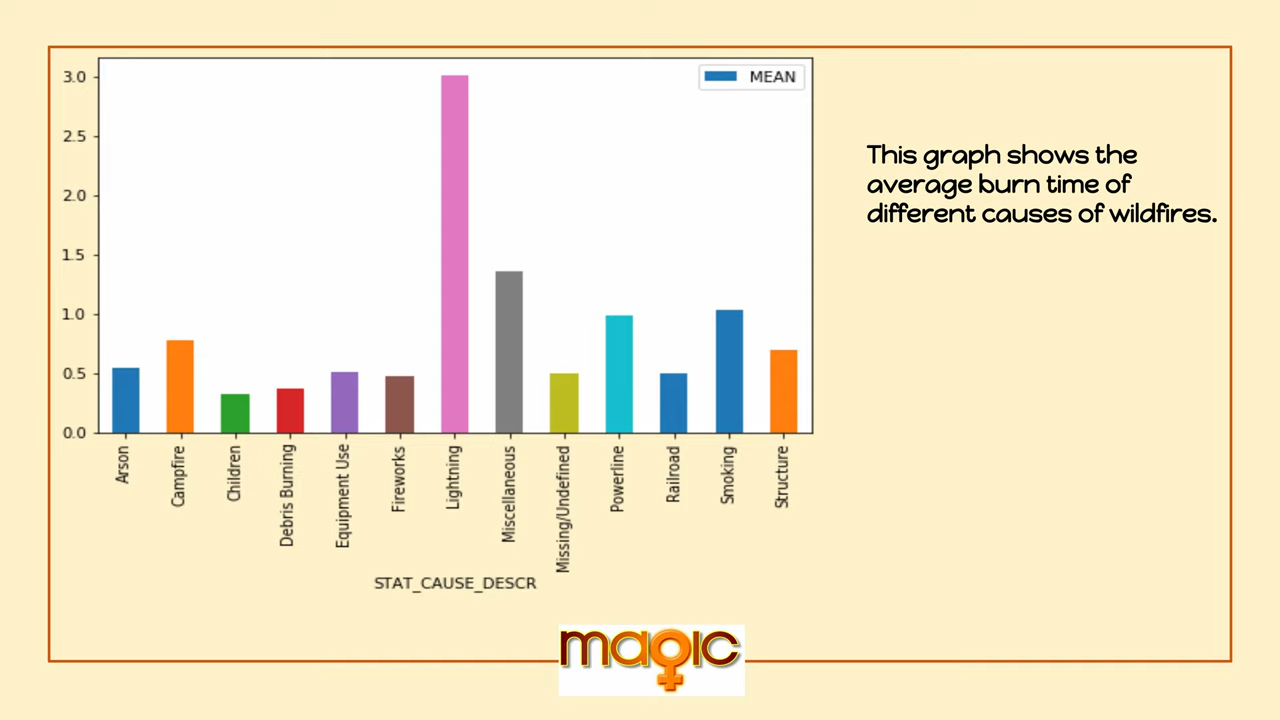 3.0
2.5
2.0
1.5
1.0
0.5
0.0
MEAN
Arson
Campfire
Children
Debris Burning
Equipment Use
Fireworks
Lightning
Miscellaneous
Missing/Undefined
Powerline
Railroad
Smoking
Structure
STAT_CAUSE_DESCR
This graph shows the
average burn time of
different causes of wildfires.
magic